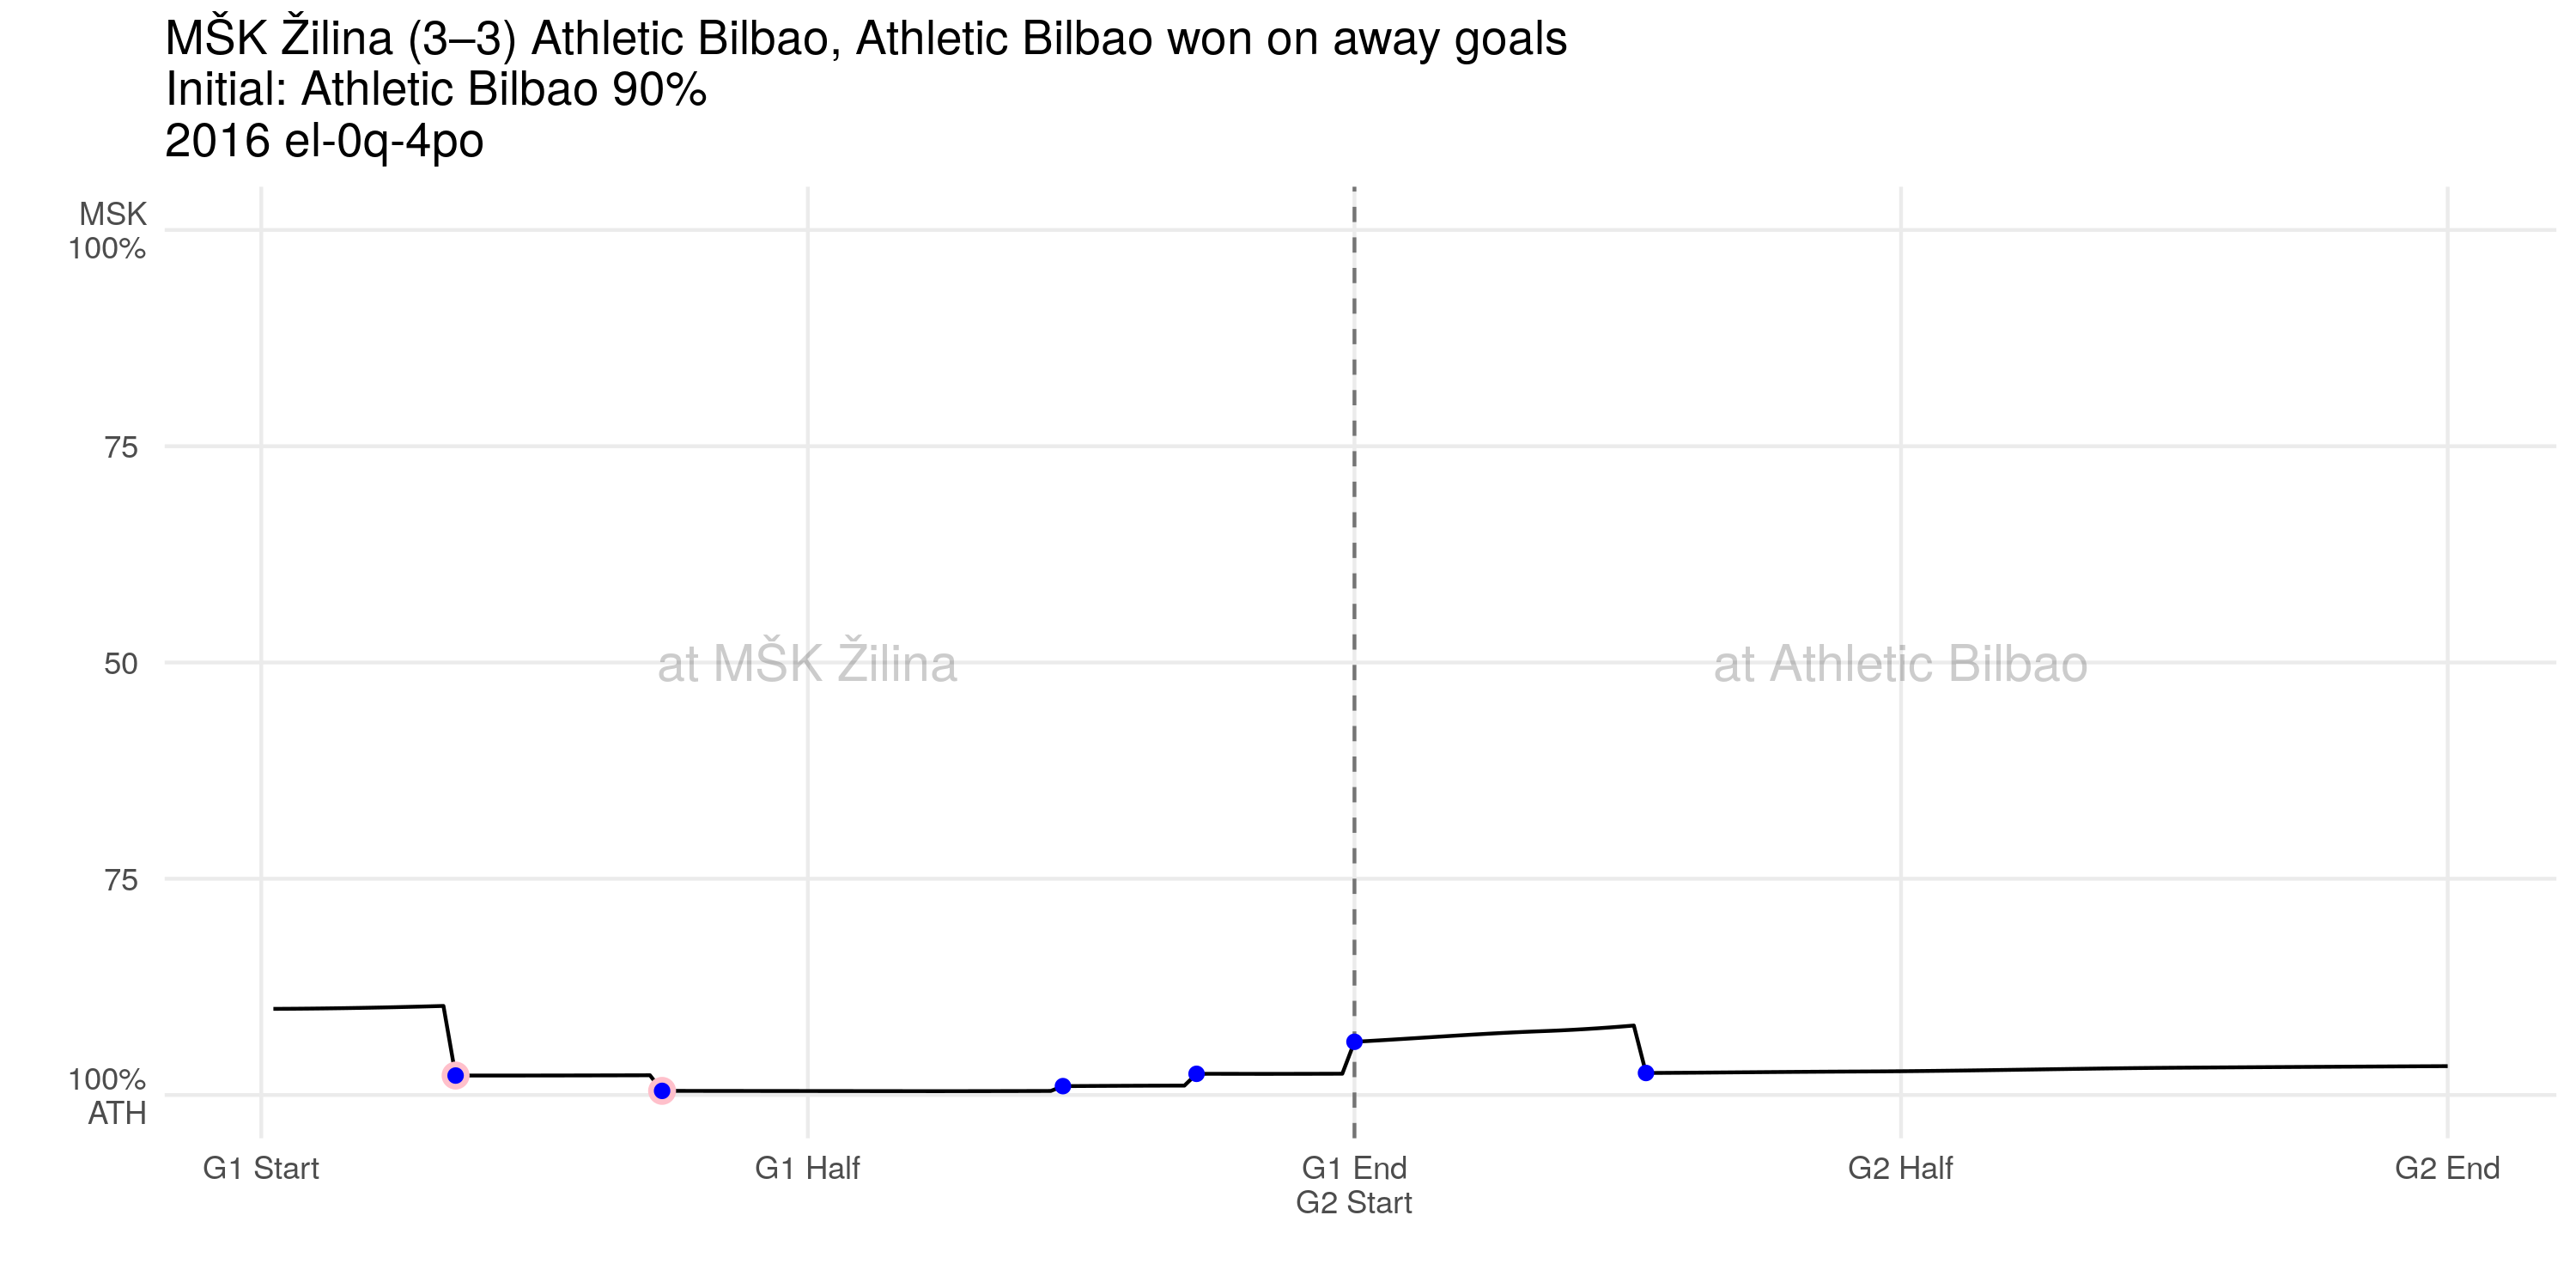 MŠK Žilina (3–3) Athletic Bilbao, Athletic Bilbao won on away goals
Initial: Athletic Bilbao 90%
2016 el-0q-4po
MSK
100%
75
50
75
100%
ATH
at MŠK Žilina
at Athletic Bilbao
G1 Start
G1 Half
G1 End
G2 Start
G2 Half
G2 End